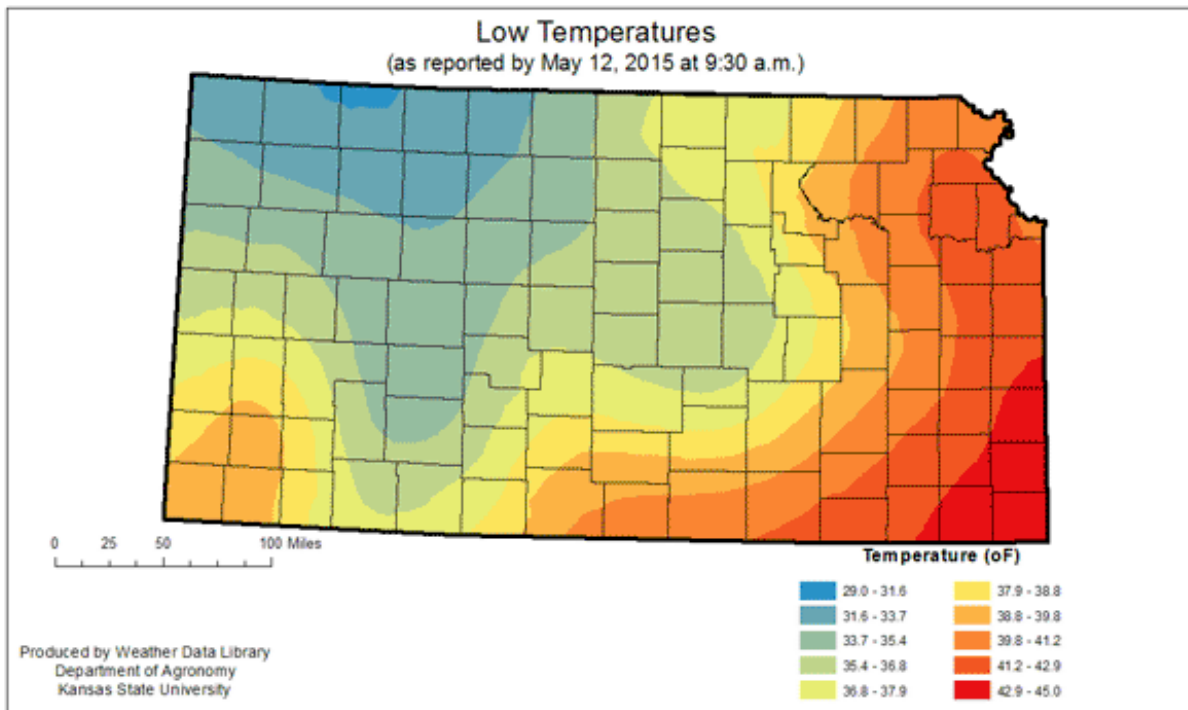 Low Temperatures
(as reported by May 12, 2015 at 9:30 a.m.)
0 25 50 100 Miles
Temperature (oF)
29.0 - 31.6
31.6 - 33.7
33.7 - 35.4
35.4 - 36.8
36.8 - 37.9
37.9 - 38.8
38.8 - 39.8
39.8 - 41.2
41.2 - 42.9
42.9 - 45.0
Produced by Weather Data Library
Department of Agronomy
Kansas State University